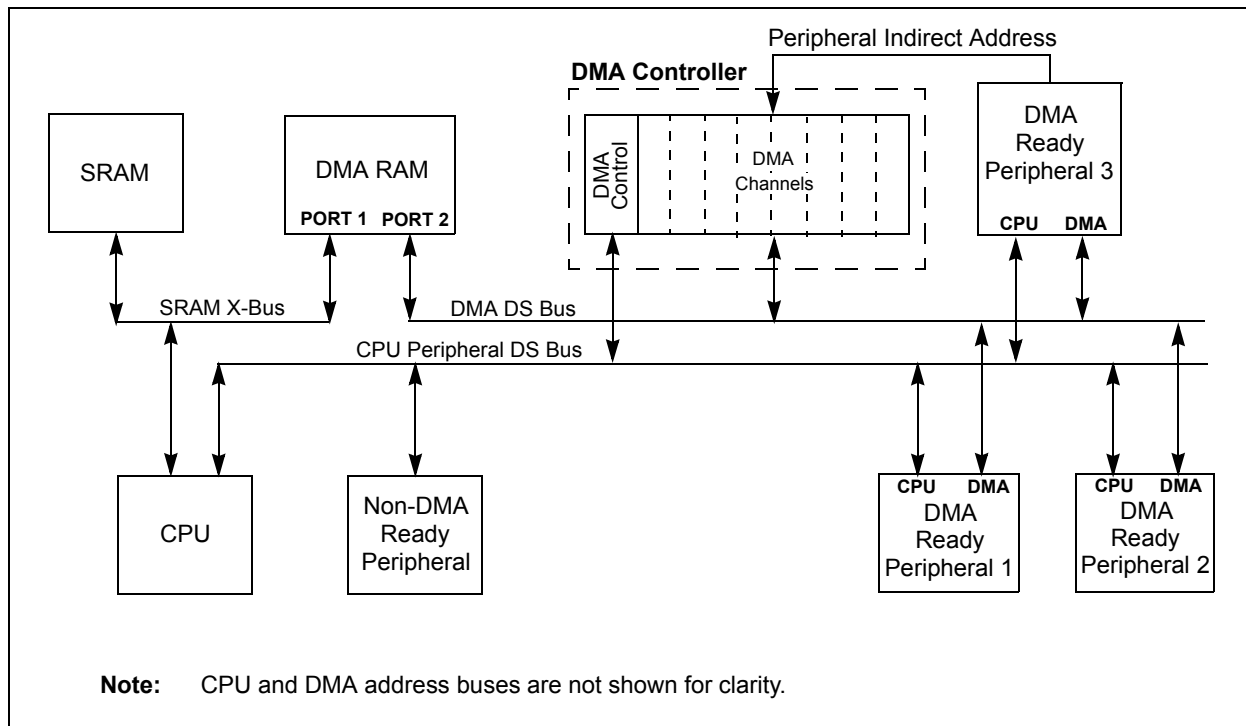 Peripheral Indirect Address
DMA Controller
SRAM
DMA RAM
PORT 1 PORT 2
DMA
Control
DMA
Channels
DMA
Ready
Peripheral 3
CPU DMA
SRAM X-Bus
DMA DS Bus
CPU Peripheral DS Bus
CPU
Non-DMA
Ready
Peripheral
CPU DMA
DMA
Ready
Peripheral 1
CPU DMA
DMA
Ready
Peripheral 2
Note: CPU and DMA address buses are not shown for clarity.